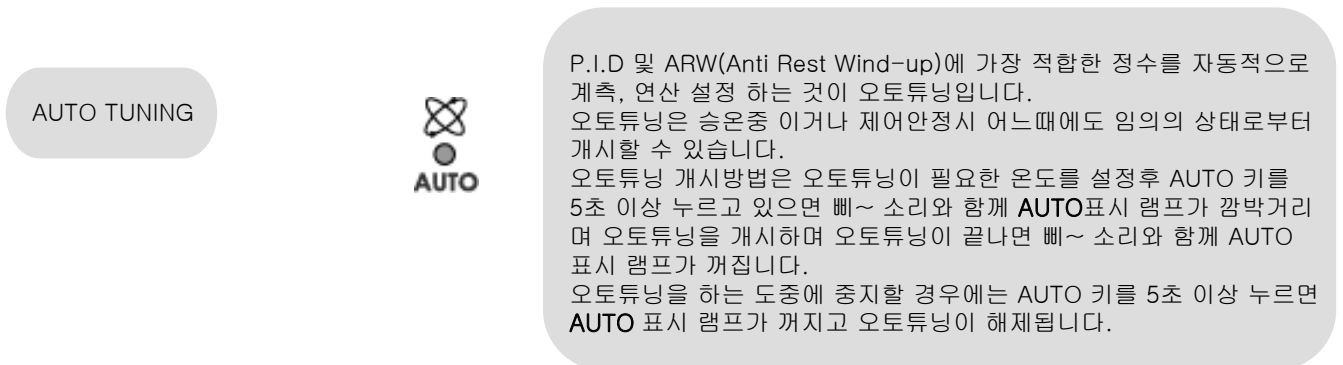 AUTO TUNING
AUTO
P.I.D 및 ARW(Anti Rest Wind-up)에 가장 적합한 정수를 자동적으로
계측, 연산 설정 하는 것이 오토튜닝입니다.
오토튜닝은 승온중 이거나 제어안정시 어느때에도 임의의 상태로부터
개시할 수 있습니다.
오토튜닝 개시방법은 오토튜닝이 필요한 온도를 설정후 AUTO 키를
5초 이상 누르고 있으면 삐~ 소리와 함께 AUTO표시 램프가 깜박거리
며 오토튜닝을 개시하며 오토튜닝이 끝나면 삐~ 소리와 함께 AUTO
표시 램프가 꺼집니다.
오토튜닝을 하는 도중에 중지할 경우에는 AUTO 키를 5초 이상 누르면
AUTO 표시 램프가 꺼지고 오토튜닝이 해제됩니다.